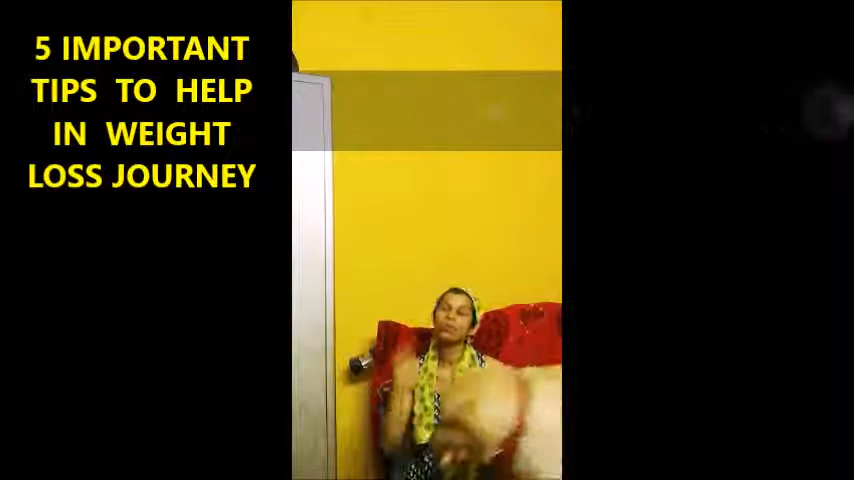 5 IMPORTANT
TIPS TO HELP
IN WEIGHT
LOSS JOURNEY